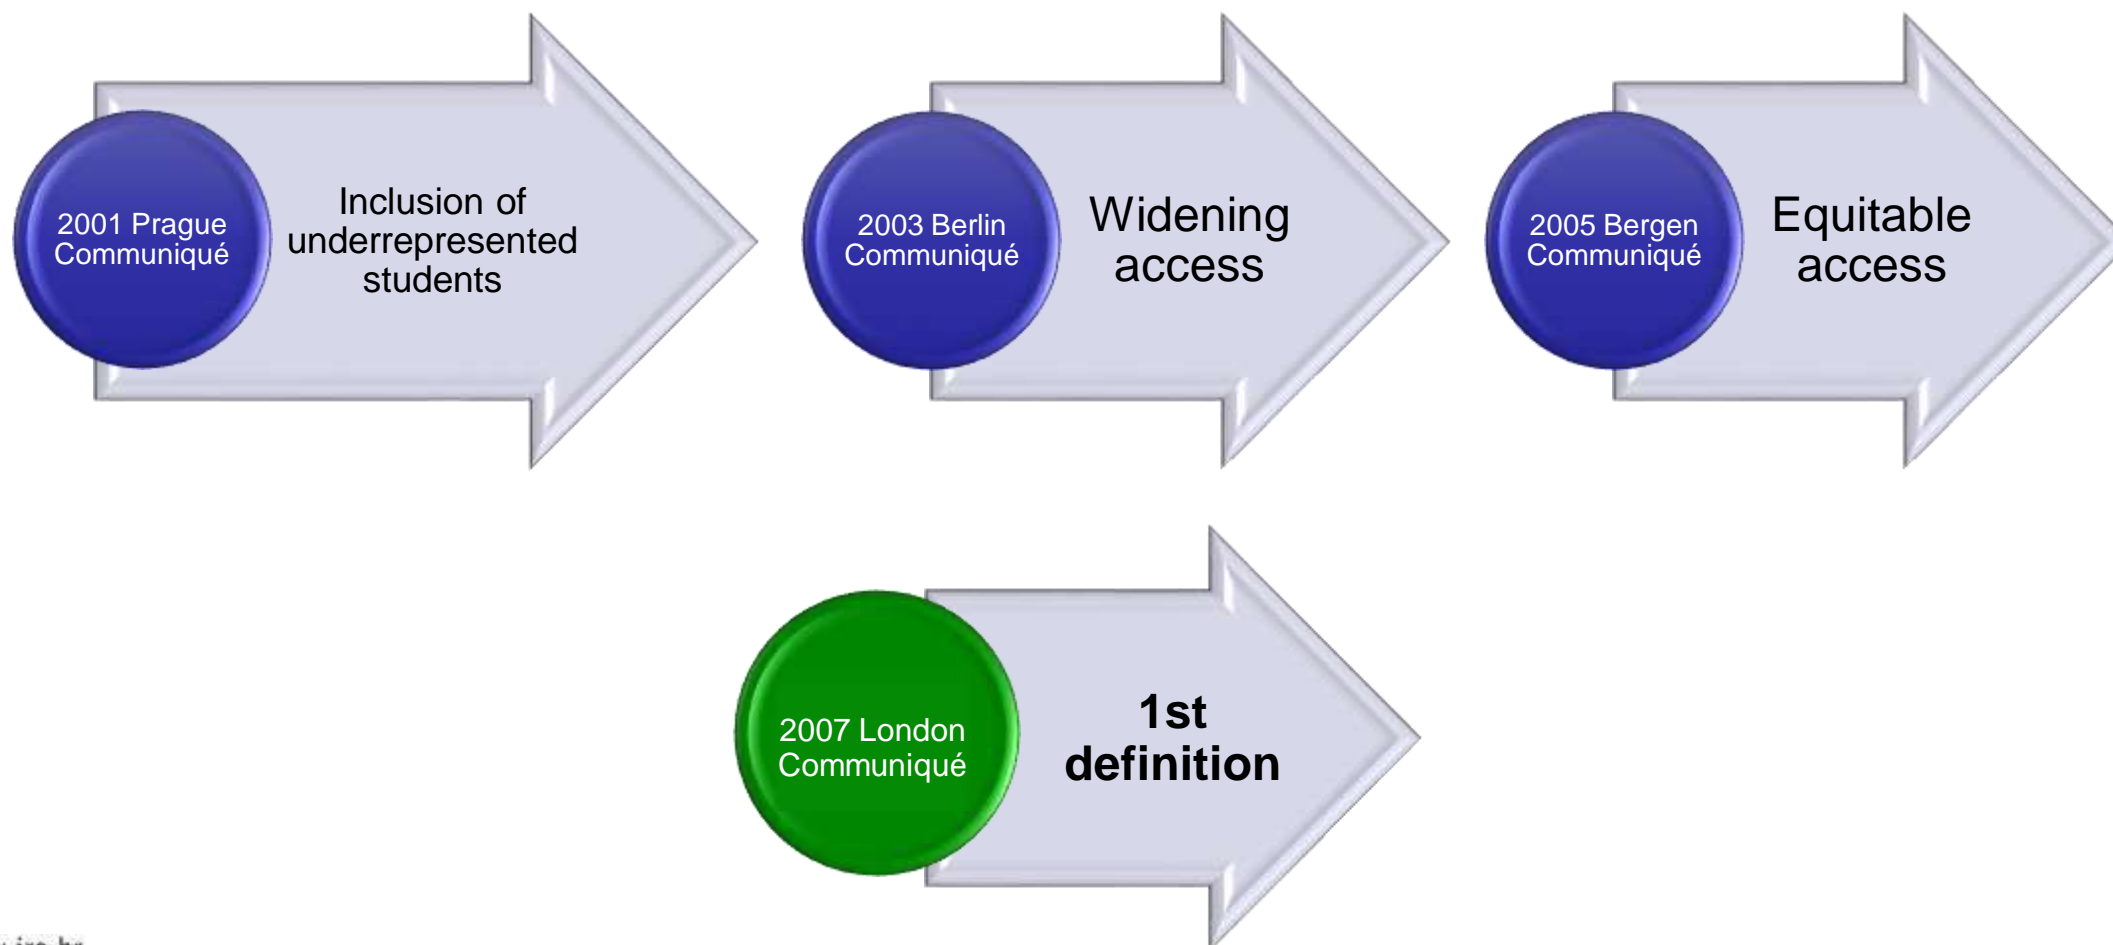 2001 Prague
Communiqué
Inclusion of
underrepresented
students
2003 Berlin
Communiqué
Widening
access
2005 Bergen
Communiqué
Equitable
access
2007 London
Communiqué
1st
definition